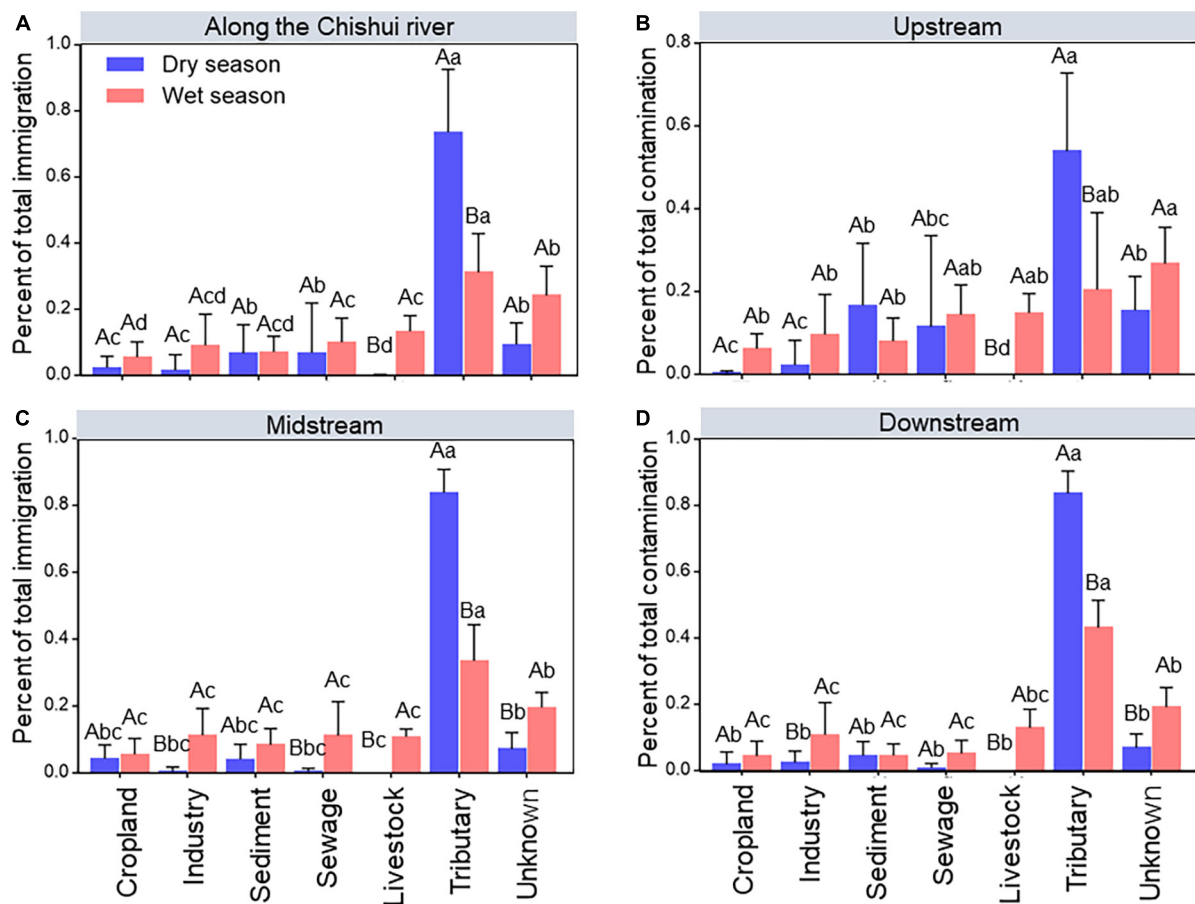 A
Along the Chishui river
Percent of total immigration
1.0
0.8
0.6
0.4
0.2
0.0
Dry season
Wet season
Ac
Ad
Ac
Acd
Ab
Acd
Ab
Ac
Bd
Ac
Aa
Ba
Ab
Ab
B
Upstream
Percent of total contamination
0.8
0.6
0.4
0.2
0.0
Ac
Ab
Ac
Ab
Ab
Ab
Abc
Aab
Bd
Aab
Aa
Bab
Ab
Aa
C
Midstream
Percent of total immigration
1.0
0.8
0.6
0.4
0.2
0.0
Abc
Ac
Bbc
Ac
Abc
Ac
Bbc
Ac
Bc
Ac
Aa
Ba
Bb
Ab
Cropland
Industry
Sediment
Sewage
Livestock
Tributary
Unknown
D
Downstream
Percent of total contamination
1.0
0.8
0.6
0.4
0.2
0.0
Ab
Ac
Bb
Ac
Ab
Ac
Ab
Ac
Bb
Abc
Aa
Ba
Bb
Ab
Cropland
Industry
Sediment
Sewage
Livestock
Tributary
Unknown